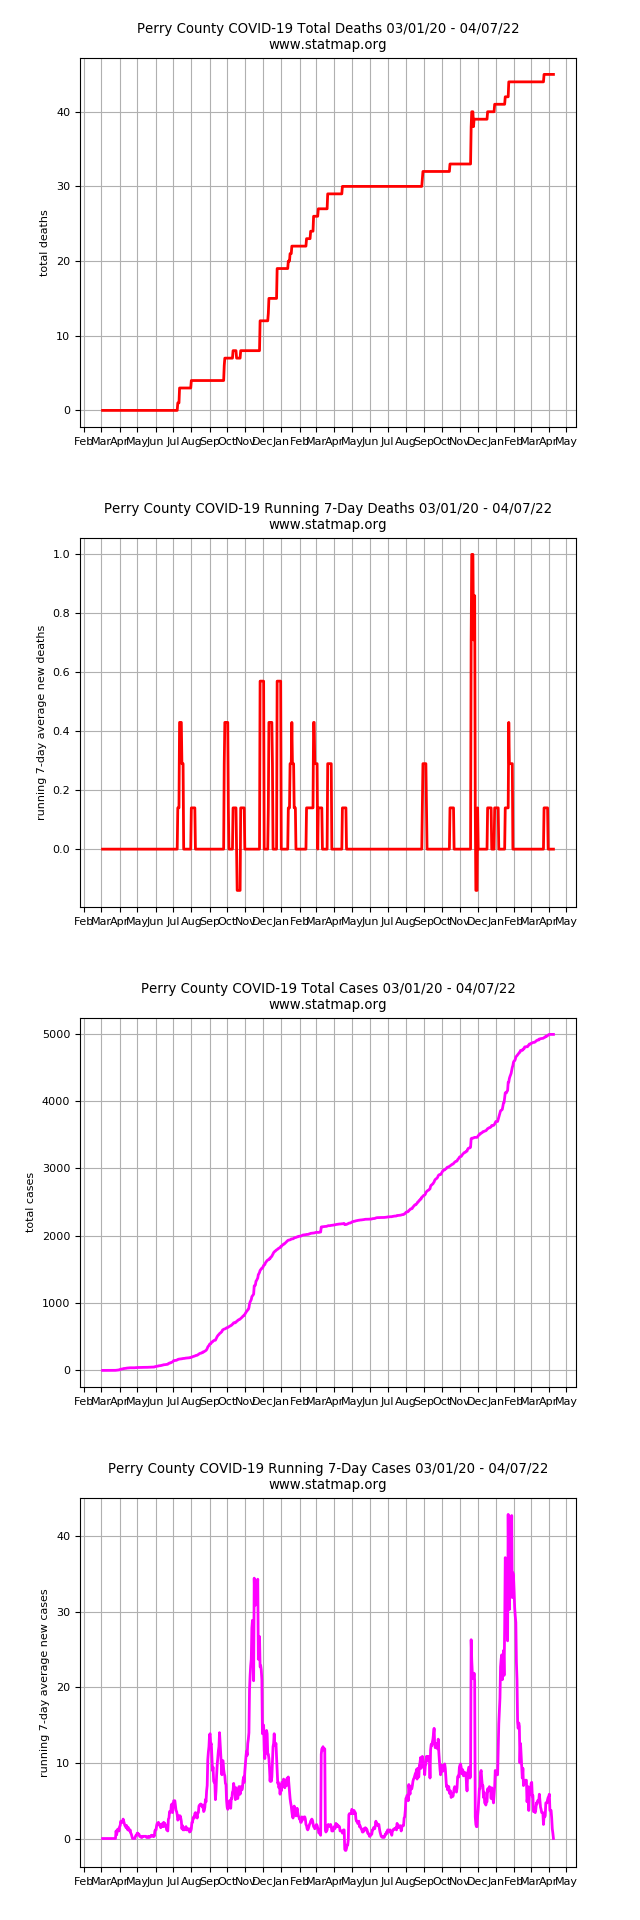 Perry County COVID-19 Total Deaths 03/01/20 - 04/07/22
www.statmap.org
total deaths
40
30
20
10
0
Feb Mar Apr May Jun Jul Aug Sep Oct Nov Dec Jan Feb Mar Apr May Jun Jul Aug Sep Oct Nov Dec Jan Feb Mar Apr May
Perry County COVID-19 Running 7-Day Deaths 03/01/20 - 04/07/22
www.statmap.org
running 7-day average new deaths
1.0
0.8
0.6
0.4
0.2
0.0
Feb Mar Apr May Jun Jul Aug Sep Oct Nov Dec Jan Feb Mar Apr May Jun Jul Aug Sep Oct Nov Dec Jan Feb Mar Apr May
Perry County COVID-19 Total Cases 03/01/20 - 04/07/22
www.statmap.org
total cases
5000
4000
3000
2000
1000
0
Feb Mar Apr May Jun Jul Aug Sep Oct Nov Dec Jan Feb Mar Apr May Jun Jul Aug Sep Oct Nov Dec Jan Feb Mar Apr May
Perry County COVID-19 Running 7-Day Cases 03/01/20 - 04/07/22
www.statmap.org
running 7-day average new cases
40
30
20
10
0
Feb Mar Apr May Jun Jul Aug Sep Oct Nov Dec Jan Feb Mar Apr May Jun Jul Aug Sep Oct Nov Dec Jan Feb Mar Apr May